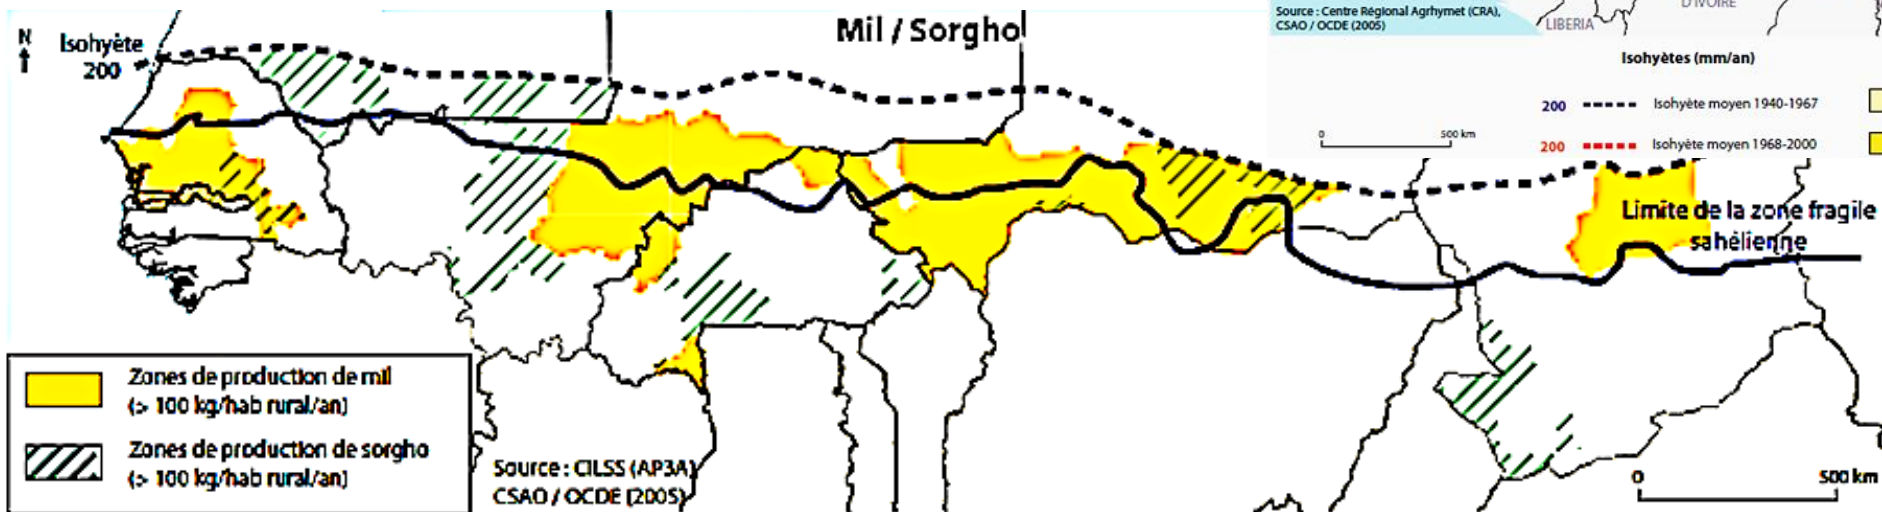 N
Isohyète
200
Mil / Sorgho
Source : Centre Régional Agrhymet (CRA),
CSAO / OCDE (2005)
LIBERIA
D'IVOIRE
Isohyètes (mm/an)
200 Isohyète moyen 1940-1967
0 500 km
200 Isohyète moyen 1968-2000
Limite de la zone fragile
sahélienne
Zones de production de mil
(> 100 kg/hab rural/an)
Zones de production de sorgho
(> 100 kg/hab rural/an)
Source : CILSS (AP3A)
CSAO / OCDE (2005)
0 500 km